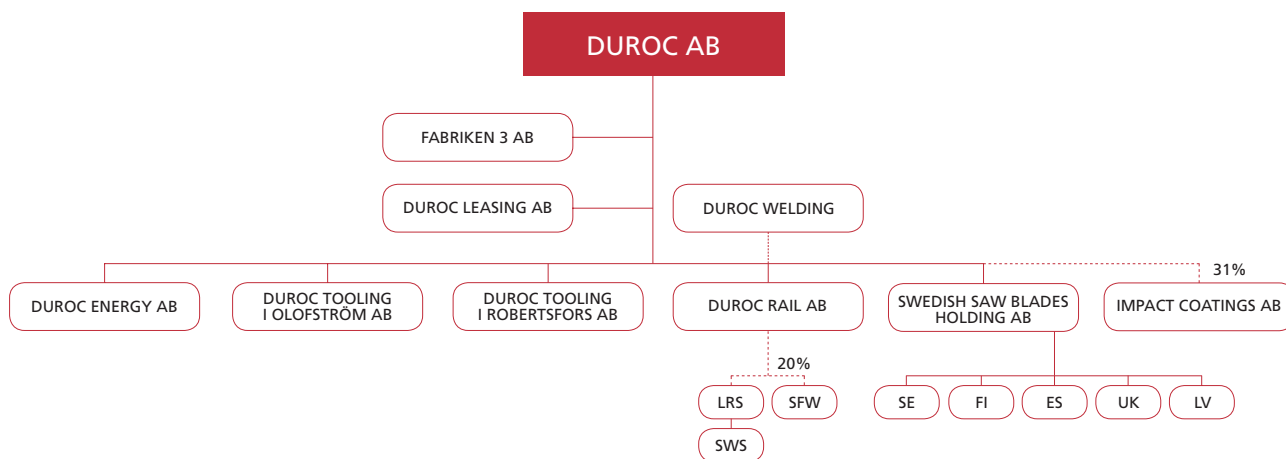 DUROC AB
FABRIKEN 3 AB
DUROC LEASING AB
DUROC WELDING
31%
DUROC ENERGY AB
DUROC TOOLING
I OLOFSTRÖM AB
DUROC TOOLING
I ROBERTSFORS AB
DUROC RAIL AB
SWEDISH SAW BLADES
HOLDING AB
IMPACT COATINGS AB
20%
LRS
SFW
SE
FI
ES
UK
LV
SWS